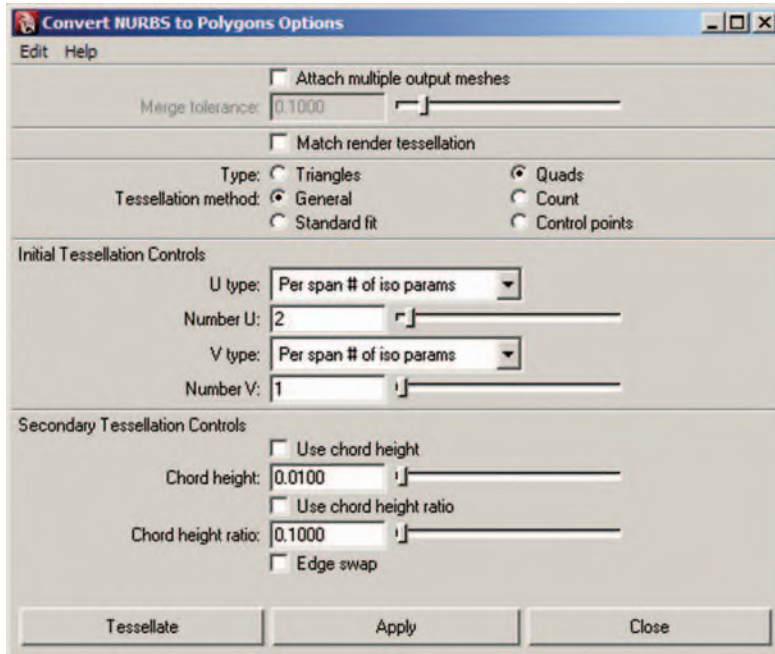 Convert NURBS to Polygons Options
Edit Help
Attach multiple output meshes
Merge tolerance: 0.1000
Match render tessellation
Type: Triangles Quads
Tessellation method: General Count
Standard fit Control points
Initial Tessellation Controls
U type: Per span # of iso params
Number U: 2
V type: Per span # of iso params
Number V: 1
Secondary Tessellation Controls
Use chord height
Chord height: 0.0100
Use chord height ratio
Chord height ratio: 0.1000
Edge swap
Tessellate Apply Close